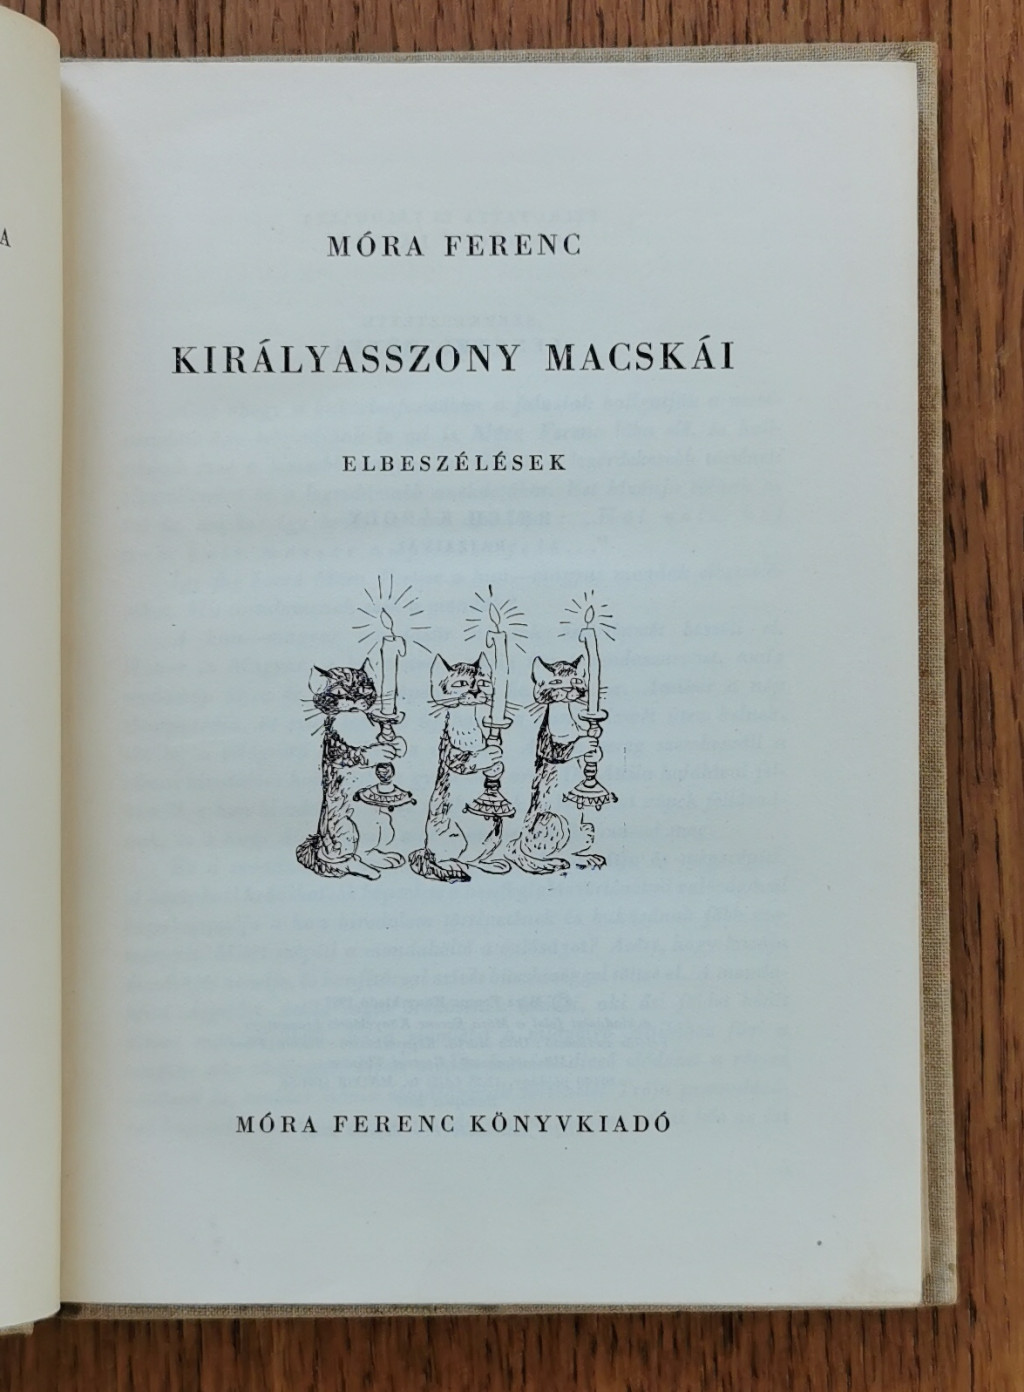 A
MÓRA FERENC
KIRÁLYASSZONY MACSKÁI
ELBESZÉLÉSEK
MÓRA FERENC KÖNYVKIADÓ